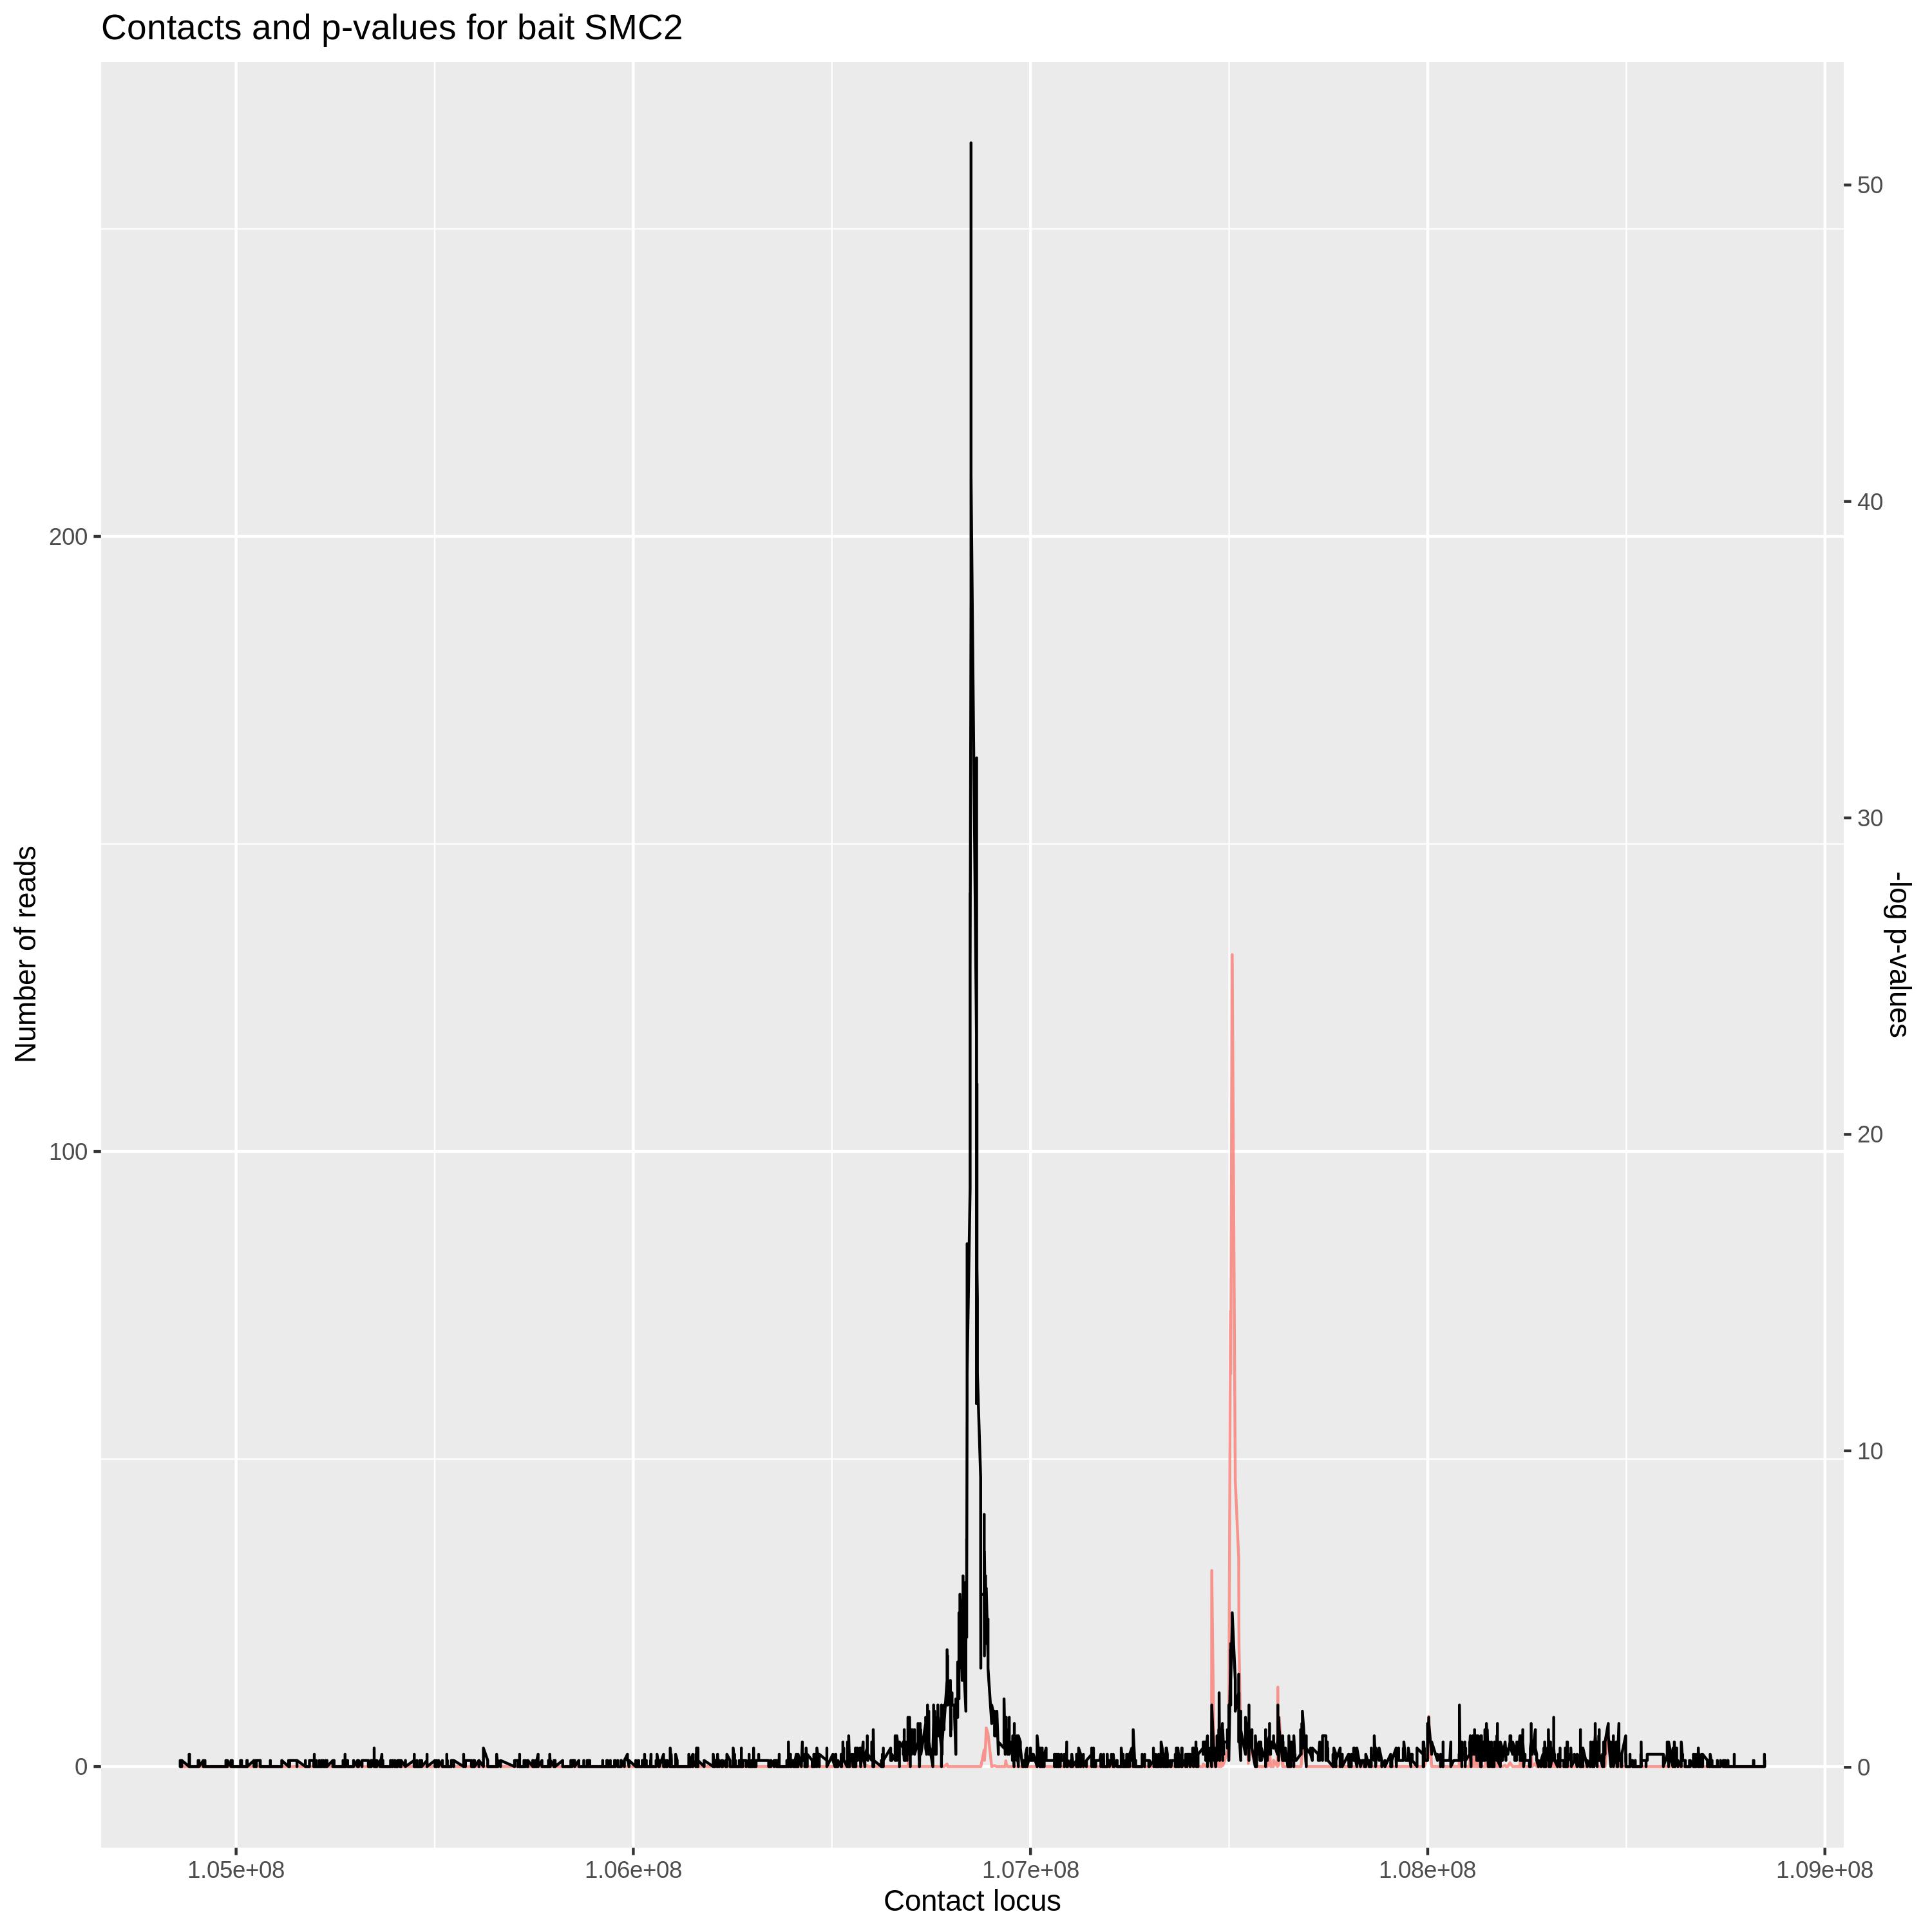 Contacts and p-values for bait SMC2
Number of reads
200
100
0
50
40
30
20
10
0
-log p-values
1.05e+08
1.06e+08
1.07e+08
1.08e+08
1.09e+08
Contact locus